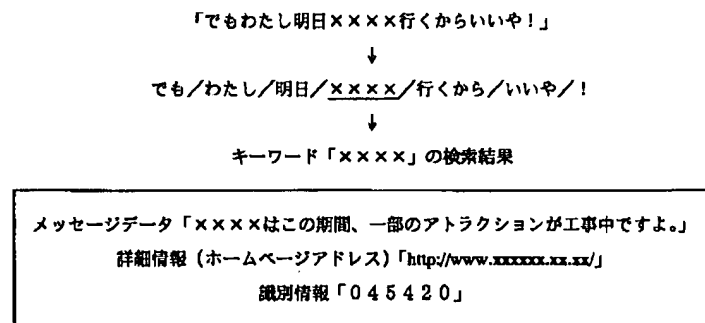 「でもわたし明日××××行くからいいや！」
↓
でも／わたし／明日／××××／行くから／いいや／！
↓
キーワード「××××」の検索結果
メッセージデータ「××××はこの期間、一部のアトラクションが工事中ですよ。」
詳細情報（ホームページアドレス）「http://www.xxxxxx.xx.xx/」
識別情報「０４５４２０」